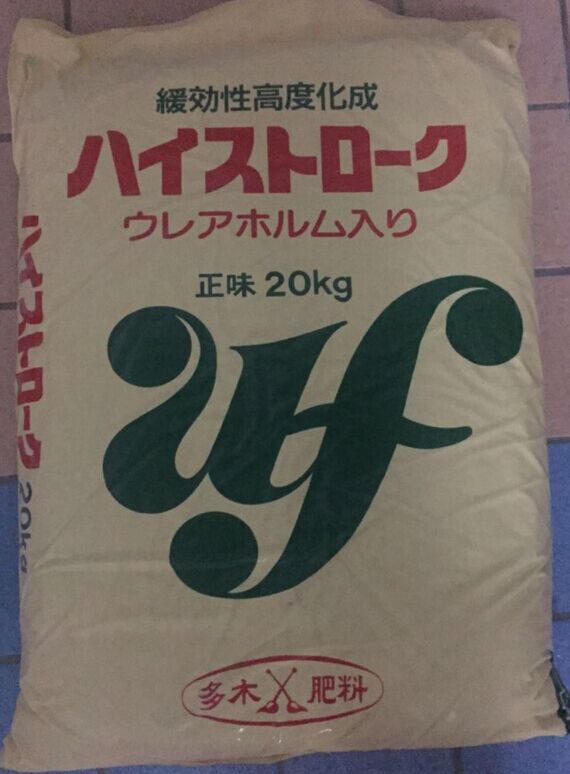 緩効性高度化成
ハイストローク
ウレアホルム入り
正味 20kg
uf
多木 肥料
ハイストローク 20kg